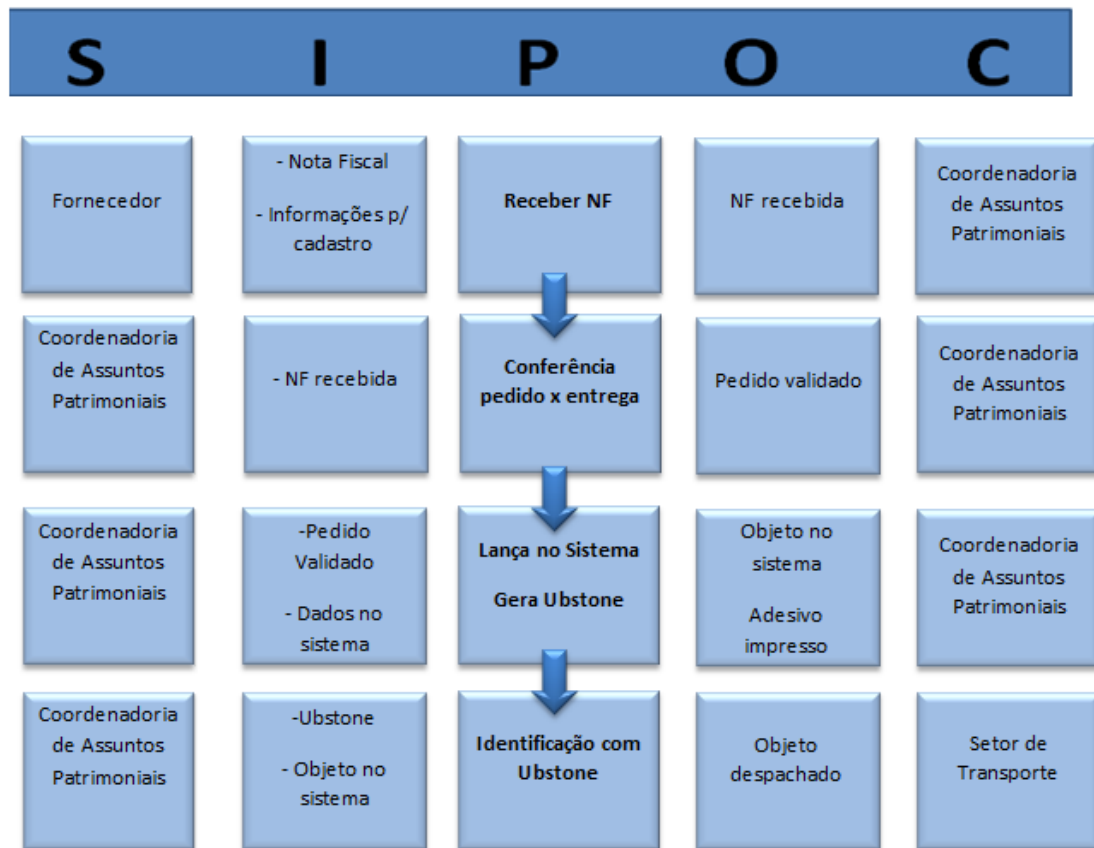 S I P O C
Fornecedor
- Nota Fiscal
- Informações p/
cadastro
Receber NF
NF recebida
Coordenadoria
de Assuntos
Patrimoniais
Coordenadoria
de Assuntos
Patrimoniais
- NF recebida
Conferência
pedido x entrega
Pedido validado
Coordenadoria
de Assuntos
Patrimoniais
Coordenadoria
de Assuntos
Patrimoniais
-Pedido
Validado
- Dados no
sistema
Lança no Sistema
Gera Ubstone
Objeto no
sistema
Adesivo
impresso
Coordenadoria
de Assuntos
Patrimoniais
Coordenadoria
de Assuntos
Patrimoniais
-Ubstone
- Objeto no
sistema
Identificação com
Ubstone
Objeto
despachado
Setor de
Transporte